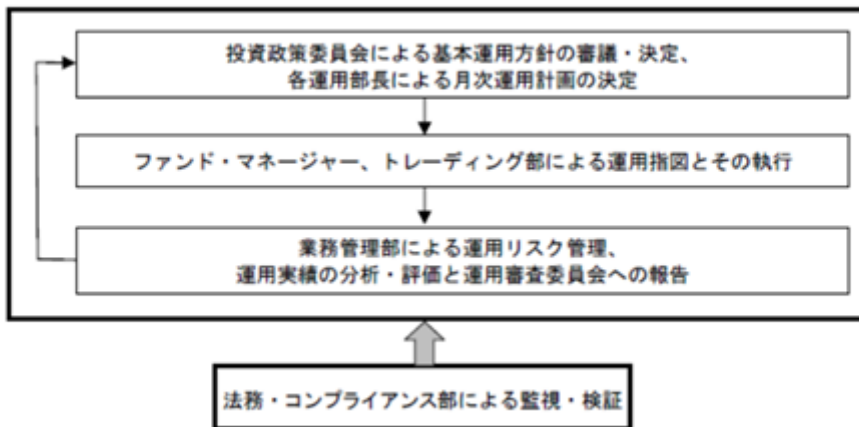 投資政策委員会による基本運用方針の審議・決定、
各運用部長による月次運用計画の決定
ファンド・マネージャー、トレーディング部による運用指図とその執行
業務管理部による運用リスク管理、
運用実績の分析・評価と運用審査委員会への報告
法務・コンプライアンス部による監視・検証